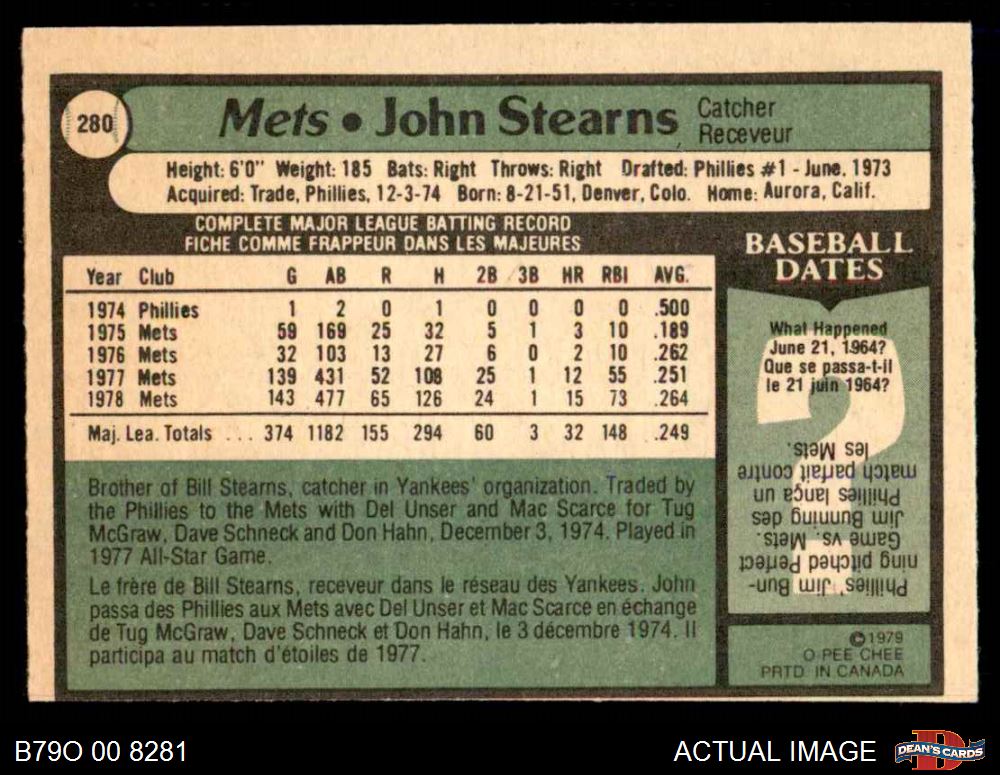 280
Mets • John Stearns Catcher
Receveur
Height: 6'0" Weight: 185 Bats: Right Throws: Right Drafted: Phillies #1 - June, 1973
Acquired: Trade, Phillies, 12-3-74 Born: 8-21-51, Denver, Colo. Home: Aurora, Calif.
COMPLETE MAJOR LEAGUE BATTING RECORD
FICHE COMME FRAPPEUR DANS LES MAJEURES
Year Club G AB R H 2B 3B HR RBI AVG.
1974 Phillies 1 2 0 1 0 0 0 0 .500
1975 Mets 59 169 25 32 5 1 3 10 .189
1976 Mets 32 103 13 27 6 0 2 10 .262
1977 Mets 139 431 52 108 25 1 12 55 .251
1978 Mets 143 477 65 126 24 1 15 73 .264
Maj. Lea. Totals ... 374 1182 155 294 60 3 32 148 .249
Brother of Bill Stearns, catcher in Yankees' organization. Traded by
the Phillies to the Mets with Del Unser and Mac Scarce for Tug
McGraw, Dave Schneck and Don Hahn, December 3, 1974. Played in
1977 All-Star Game.
Le frère de Bill Stearns, receveur dans le réseau des Yankees. John
passa des Phillies aux Mets avec Del Unser et Mac Scarce en échange
de Tug McGraw, Dave Schneck et Don Hahn, le 3 décembre 1974. Il
participa au match d'étoiles de 1977.
BASEBALL
DATES
What Happened
June 21, 1964?
Que se passa-t-il
le 21 juin 1964?
Phillies' Jim Bun-
ning pitched Perfect
Game vs. Mets.
Jim Bunning des
Phillies lança un
match parfait contre
les Mets.
©1979
O PEE CHEE
PRTD. IN CANADA
B79O 00 8281
ACTUAL IMAGE
DEAN'S CARDS